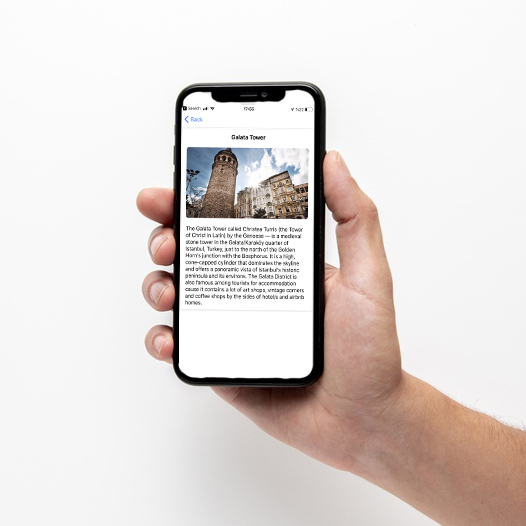 Search
17:55
Back
Galata Tower
The Galata Tower called Christea Turris (the Tower
of Christ in Latin) by the Genoese — is a medieval
stone tower in the Galata/Karaköy quarter of
Istanbul, Turkey, just to the north of the Golden
Horn's junction with the Bosphorus. It is a high,
cone-capped cylinder that dominates the skyline
and offers a panoramic vista of Istanbul's historic
peninsula and its environs. The Galata District is
also famous among tourists for accommodation
cause it contains a lot of art shops, vintage corners
and coffee shops by the sides of hotels and airbnb
homes.